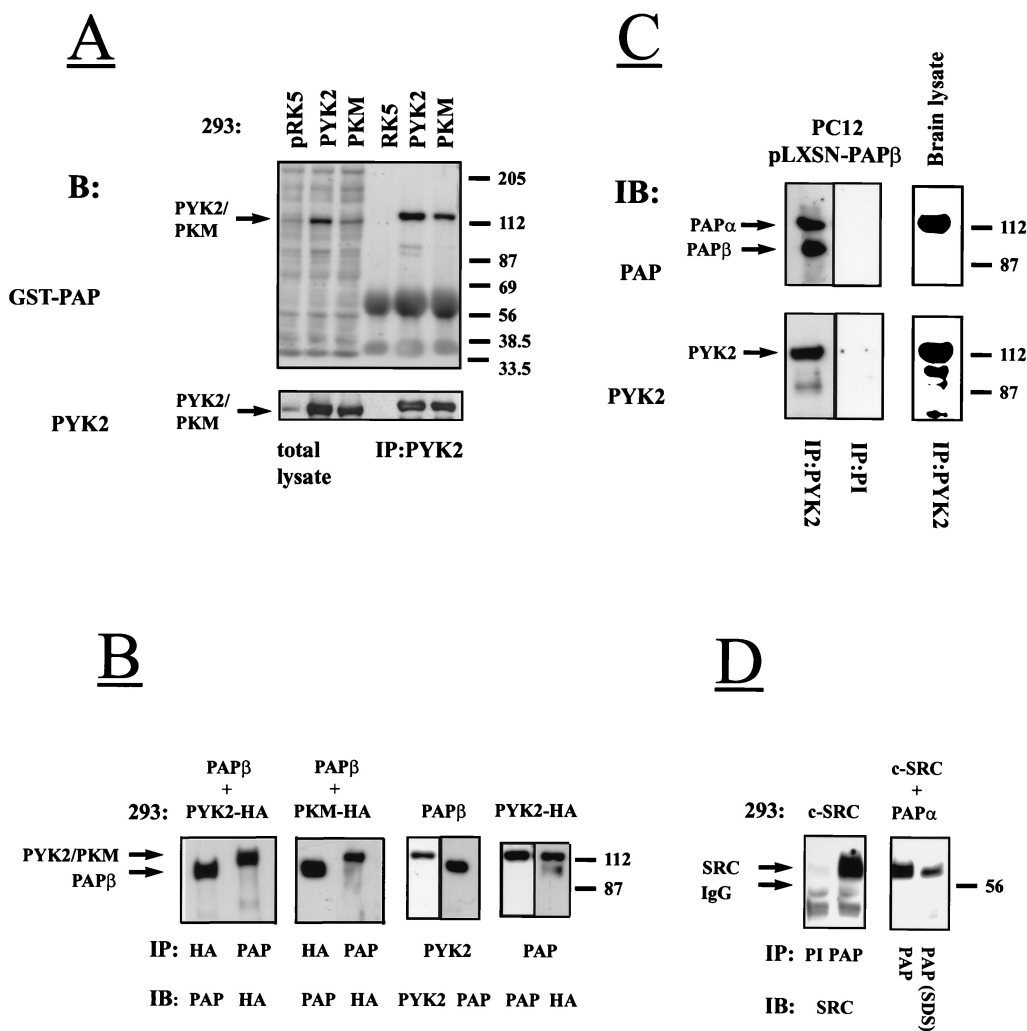 A
293:
pRK5
PYK2
PKM
RK5
PYK2
PKM
B:
PYK2/
PKM
GST-PAP
205
112
87
69
56
38.5
33.5
PYK2/
PKM
PYK2
total
lysate
IP:PYK2
C
PC12
pLXSN-PAPβ
Brain lysate
IB:
PAPα
PAPβ
PAP
112
87
PYK2
PYK2
112
87
IP:PYK2
IP:PI
IP:PYK2
B
PAPβ
+
PYK2-HA
PAPβ
+
PKM-HA
293:
PAPβ
PYK2-HA
PYK2/PKM
PAPβ
112
87
IP: HA PAP HA PAP PYK2 PAP
IB: PAP HA PAP HA PYK2 PAP PAP HA
D
c-SRC
+
PAPα
293: c-SRC
SRC
IgG
56
IP: PI PAP
PAP
PAP (SDS)
IB: SRC